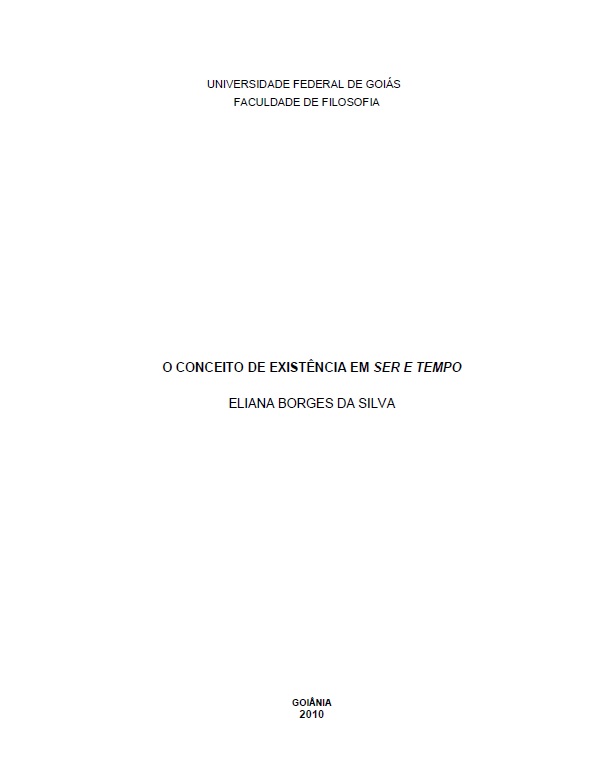 UNIVERSIDADE FEDERAL DE GOIÁS
FACULDADE DE FILOSOFIA
O CONCEITO DE EXISTÊNCIA EM SER E TEMPO
ELIANA BORGES DA SILVA
GOIÂNIA
2010